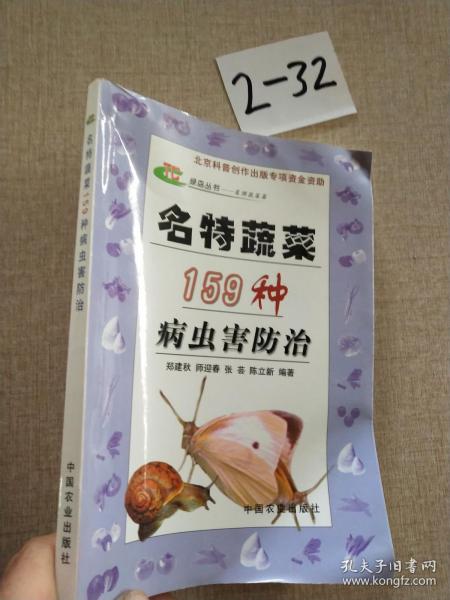 2-32
北京科普创作出版专项资金资助
TC
绿店丛书
名特蔬菜
159种
病虫害防治
郑建秋 师迎春 张芸 陈立新 编著
中国农业出版社
名特蔬菜159种病虫害防治
中国农业出版社
孔夫子旧书网
www.kongfz.com